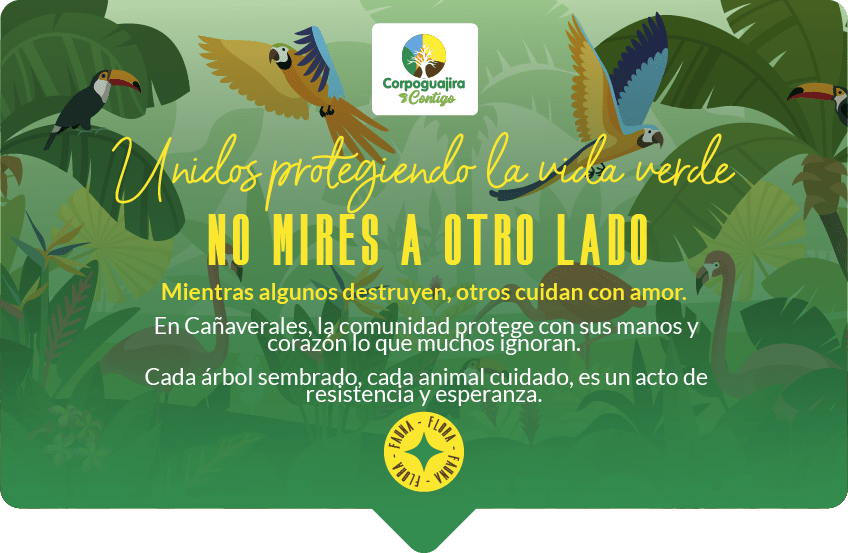 Corpoguajira
Contigo
Unidos protegiendo la vida verde
NO MIRES A OTRO LADO
Mientras algunos destruyen, otros cuidan con amor.
En Cañaverales, la comunidad protege con sus manos y
corazón lo que muchos ignoran.
Cada árbol sembrado, cada animal cuidado, es un acto de
resistencia y esperanza.
FAUNA - FLORA - FAUNA - FLORA -